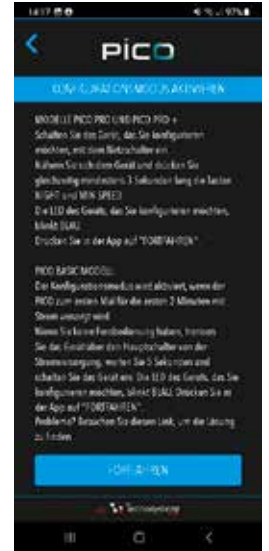 14:17
97%
PICO
KONFIGURATIONSMODUS AKTIVIEREN
MODELLE PICO PRO UND PICO PRO +
Schalten Sie das Gerät, das Sie konfigurieren
möchten, mit dem Netzschalter ein.
Nähern Sie sich dem Gerät und drücken Sie
gleichzeitig mindestens 3 Sekunden lang die Tasten
NIGHT und MIN SPEED
Die LED des Geräts, das Sie konfigurieren möchten,
blinkt BLAU.
Drücken Sie in der App auf "FORTFAHREN"
PICO BASIC MODELL:
Der Konfigurationsmodus wird aktiviert, wenn der
PICO zum ersten Mal für die ersten 2 Minuten mit
Strom versorgt wird
Wenn Sie keine Fernbedienung haben, trennen
Sie das Gerät über den Hauptschalter von der
Stromversorgung, warten Sie 5 Sekunden und
schalten Sie das Gerät ein. Die LED des Geräts, das Sie
konfigurieren möchten, blinkt BLAU. Drücken Sie in
der App auf "FORTFAHREN".
Probleme? Besuchen Sie diesen Link, um die Lösung
zu finden
FORTFAHREN